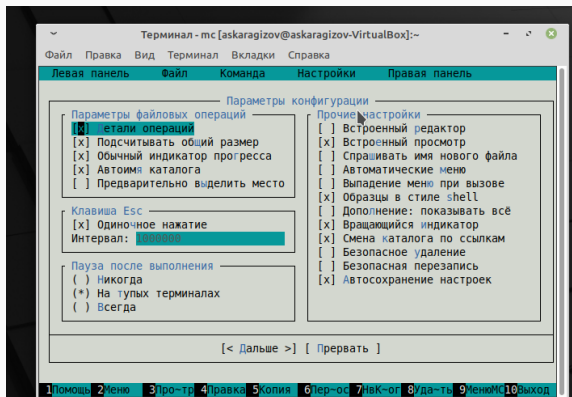 Терминал - mc [askaragizov@askaragizov-VirtualBox]:~
Файл Правка Вид Терминал Вкладки Справка
Левая панель Файл Команда Настройки Правая панель
Параметры конфигурации
Параметры файловых операций
[x] Детали операций
[x] Подсчитывать общий размер
[x] Обычный индикатор прогресса
[x] Автоимя каталога
[ ] Предварительно выделить место
Клавиша Esc
[x] Одиночное нажатие
Интервал: 1000000
Пауза после выполнения
( ) Никогда
(*) На тупых терминалах
( ) Всегда
Прочие настройки
[ ] Встроенный редактор
[x] Встроенный просмотр
[ ] Спрашивать имя нового файла
[ ] Автоматические меню
[ ] Выпадение меню при вызове
[x] Образцы в стиле shell
[ ] Дополнение: показывать всё
[x] Вращающийся индикатор
[x] Смена каталога по ссылкам
[ ] Безопасное удаление
[ ] Безопасная перезапись
[x] Автосохранение настроек
[< Дальше >] [ Прервать ]
1Помощь 2Меню 3Про~тр 4Правка 5Копия 6Пер~ос 7НвК~ог 8Уда~ть 9МенюMC 10Выход